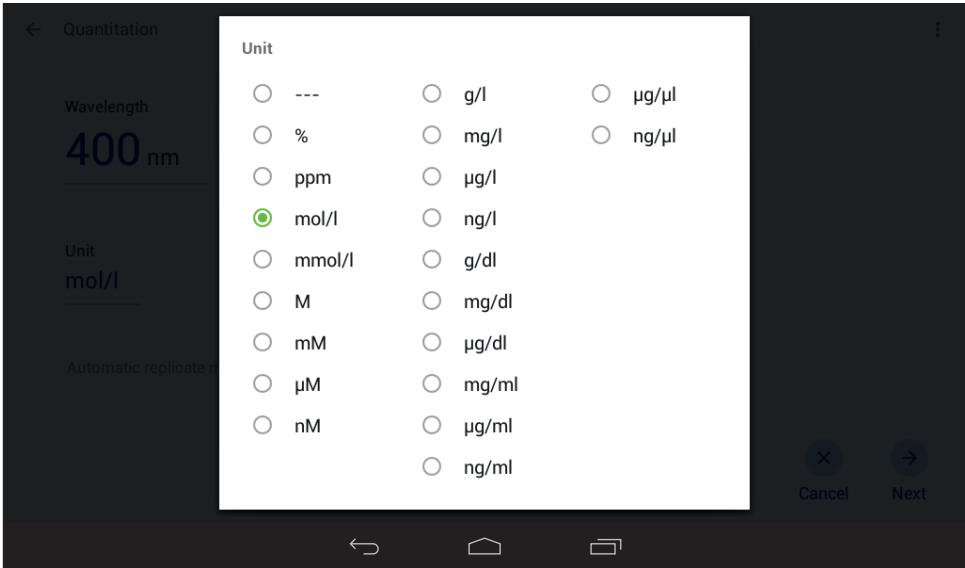 Quantitation
Wavelength
400 nm
Unit
mol/l
Automatic replicate
Unit
---
%
ppm
mol/l
mmol/l
M
mM
µM
nM
g/l
mg/l
µg/l
ng/l
g/dl
mg/dl
µg/dl
mg/ml
µg/ml
ng/ml
µg/µl
ng/µl
Cancel
Next